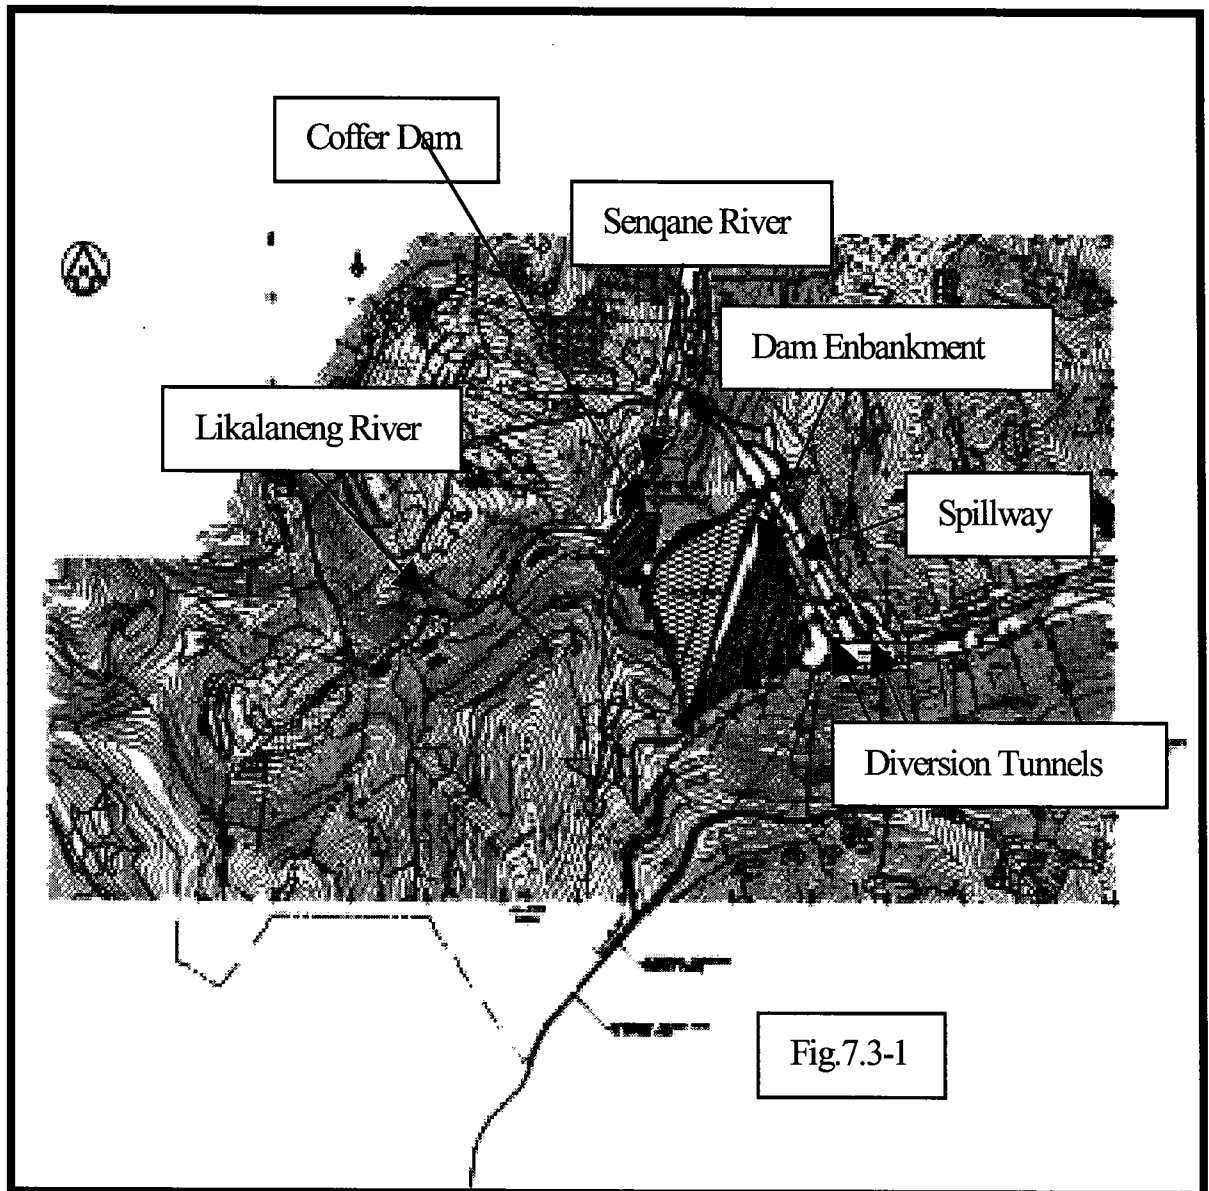 Coffer Dam
Senqane River
Dam Enbankment
Likalaneng River
Spillway
Diversion Tunnels
Fig.7.3-1